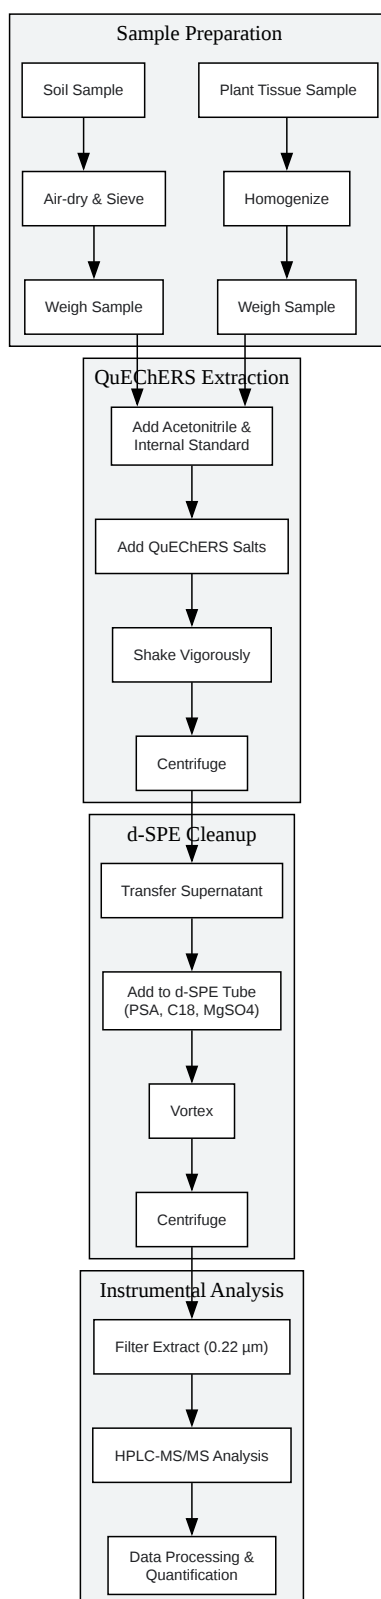 Sample Preparation
Soil Sample
Plant Tissue Sample
Air-dry & Sieve
Homogenize
Weigh Sample
Weigh Sample
QuEChERS Extraction
Add Acetonitrile &
Internal Standard
Add QuEChERS Salts
Shake Vigorously
Centrifuge
d-SPE Cleanup
Transfer Supernatant
Add to d-SPE Tube
(PSA, C18, MgSO4)
Vortex
Centrifuge
Instrumental Analysis
Filter Extract (0.22 µm)
HPLC-MS/MS Analysis
Data Processing &
Quantification